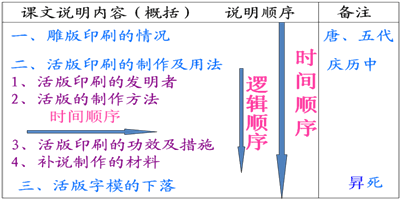 课文说明内容（概括） 说明顺序 备注
一、雕版印刷的情况 唐、五代
二、活版印刷的制作及用法 庆历中
1、活版印刷的发明者
2、活版的制作方法
时间顺序
3、活版印刷的功效及措施
4、补说制作的材料
三、活版字模的下落 昇死
逻辑顺序
时间顺序